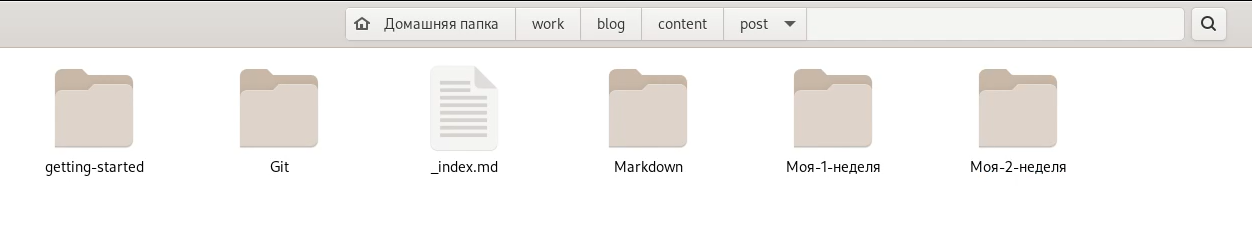 Домашняя папка work blog content post
getting-started Git _index.md Markdown Моя-1-неделя Моя-2-неделя